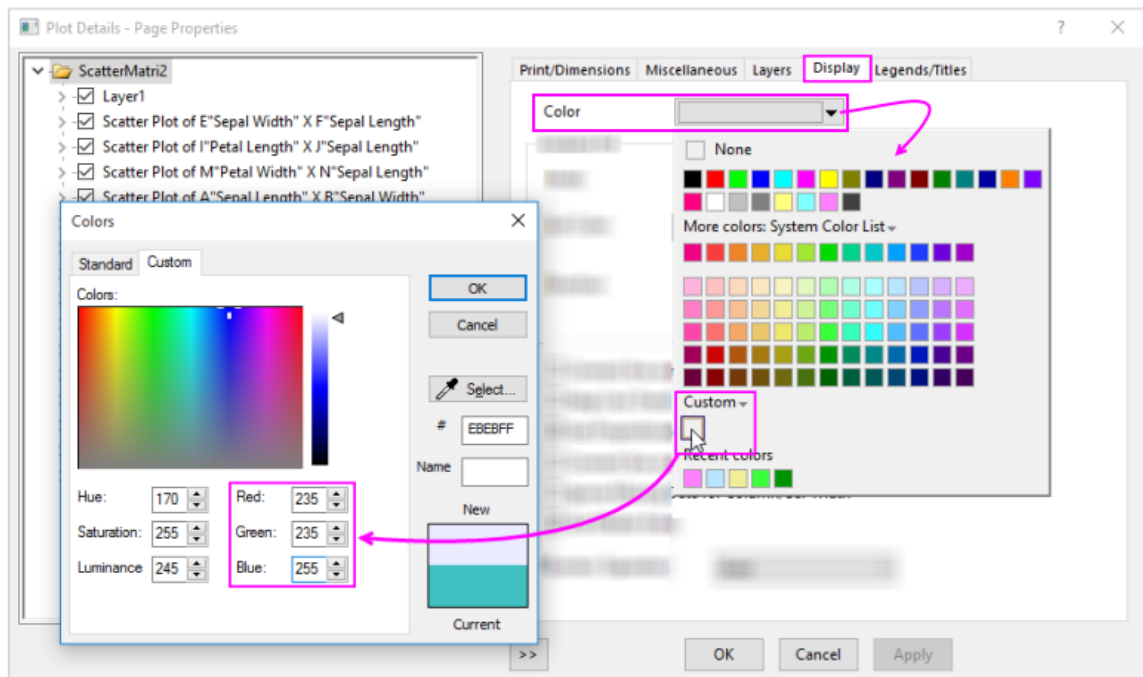 Plot Details - Page Properties
?
ScatterMatri2
Layer1
Scatter Plot of E"Sepal Width" X F"Sepal Length"
Scatter Plot of I"Petal Length" X J"Sepal Length"
Scatter Plot of M"Petal Width" X N"Sepal Length"
Scatter Plot of A"Sepal Length" X B"Sepal Width"
Print/Dimensions Miscellaneous Layers Display Legends/Titles
Color
None
More colors: System Color List
Custom
Recent colors
Colors
Standard Custom
Colors:
OK
Cancel
Select...
# EBEBFF
Name
New
Current
Hue: 170 Red: 235
Saturation: 255 Green: 235
Luminance 245 Blue: 255
>> OK Cancel Apply